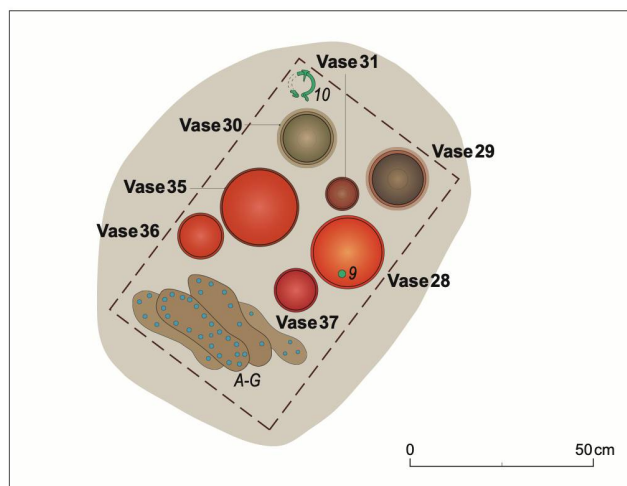 Vase 31
10
Vase 30
Vase 29
Vase 35
Vase 36
9
Vase 28
Vase 37
A-G
0
50 cm